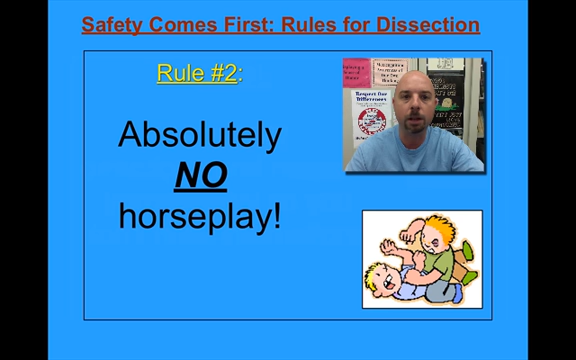 Safety Comes First: Rules for Dissection
Rule #2:
Absolutely
NO
horseplay!
Respect Our
Differences